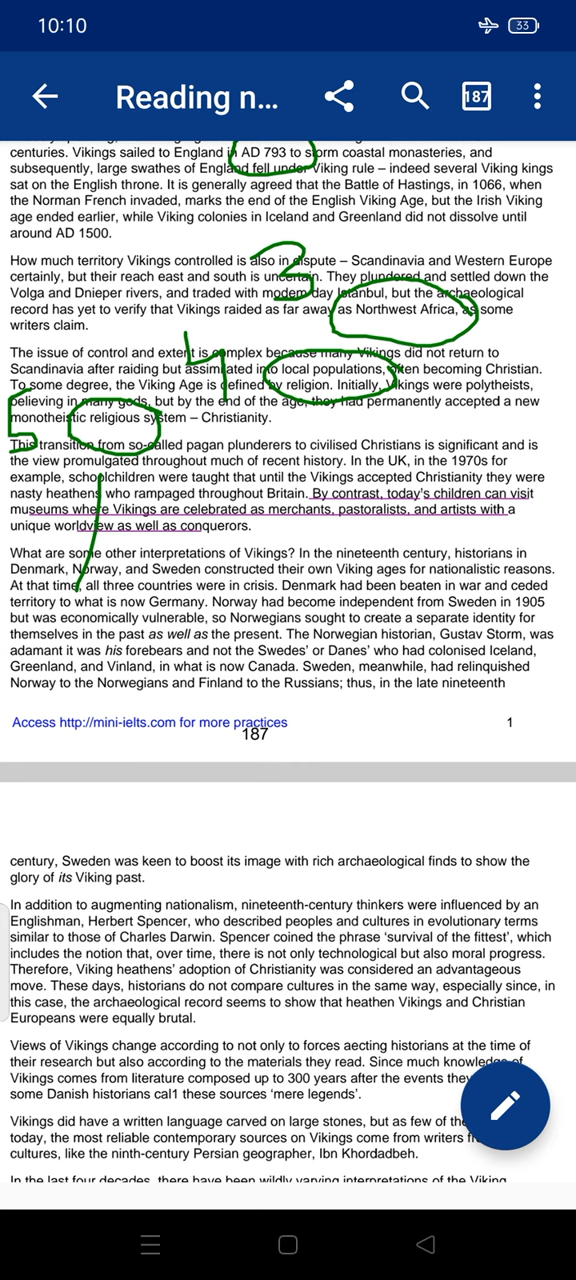 10:10
33
Reading n...
187
centuries. Vikings sailed to England in AD 793 to storm coastal monasteries, and
subsequently, large swathes of England fell under Viking rule – indeed several Viking kings
sat on the English throne. It is generally agreed that the Battle of Hastings, in 1066, when
the Norman French invaded, marks the end of the English Viking Age, but the Irish Viking
age ended earlier, while Viking colonies in Iceland and Greenland did not dissolve until
around AD 1500.
How much territory Vikings controlled is also in dispute – Scandinavia and Western Europe
certainly, but their reach east and south is uncertain. They plundered and settled down the
Volga and Dnieper rivers, and traded with modern-day Istanbul, but the archaeological
record has yet to verify that Vikings raided as far away as Northwest Africa, as some
writers claim.
3
The issue of control and extent is complex because many Vikings did not return to
Scandinavia after raiding but assimilated into local populations, often becoming Christian.
To some degree, the Viking Age is defined by religion. Initially, Vikings were polytheists,
believing in many gods, but by the end of the age, they had permanently accepted a new
monotheistic religious system – Christianity.
4
5
This transition from so-called pagan plunderers to civilised Christians is significant and is
the view promulgated throughout much of recent history. In the UK, in the 1970s for
example, schoolchildren were taught that until the Vikings accepted Christianity they were
nasty heathens who rampaged throughout Britain. By contrast, today's children can visit
museums where Vikings are celebrated as merchants, pastoralists, and artists with a
unique worldview as well as conquerors.
What are some other interpretations of Vikings? In the nineteenth century, historians in
Denmark, Norway, and Sweden constructed their own Viking ages for nationalistic reasons.
At that time, all three countries were in crisis. Denmark had been beaten in war and ceded
territory to what is now Germany. Norway had become independent from Sweden in 1905
but was economically vulnerable, so Norwegians sought to create a separate identity for
themselves in the past as well as the present. The Norwegian historian, Gustav Storm, was
adamant it was his forebears and not the Swedes' or Danes' who had colonised Iceland,
Greenland, and Vinland, in what is now Canada. Sweden, meanwhile, had relinquished
Norway to the Norwegians and Finland to the Russians; thus, in the late nineteenth
Access http://mini-ielts.com for more practices 1
187
century, Sweden was keen to boost its image with rich archaeological finds to show the
glory of its Viking past.
In addition to augmenting nationalism, nineteenth-century thinkers were influenced by an
Englishman, Herbert Spencer, who described peoples and cultures in evolutionary terms
similar to those of Charles Darwin. Spencer coined the phrase 'survival of the fittest', which
includes the notion that, over time, there is not only technological but also moral progress.
Therefore, Viking heathens' adoption of Christianity was considered an advantageous
move. These days, historians do not compare cultures in the same way, especially since, in
this case, the archaeological record seems to show that heathen Vikings and Christian
Europeans were equally brutal.
Views of Vikings change according to not only to forces aecting historians at the time of
their research but also according to the materials they read. Since much knowledge of
Vikings comes from literature composed up to 300 years after the events they
some Danish historians cal1 these sources 'mere legends'.
Vikings did have a written language carved on large stones, but as few of the
today, the most reliable contemporary sources on Vikings come from writers
cultures, like the ninth-century Persian geographer, Ibn Khordadbeh.
In the last four decades, there have been wildly varying interpretations of the Viking